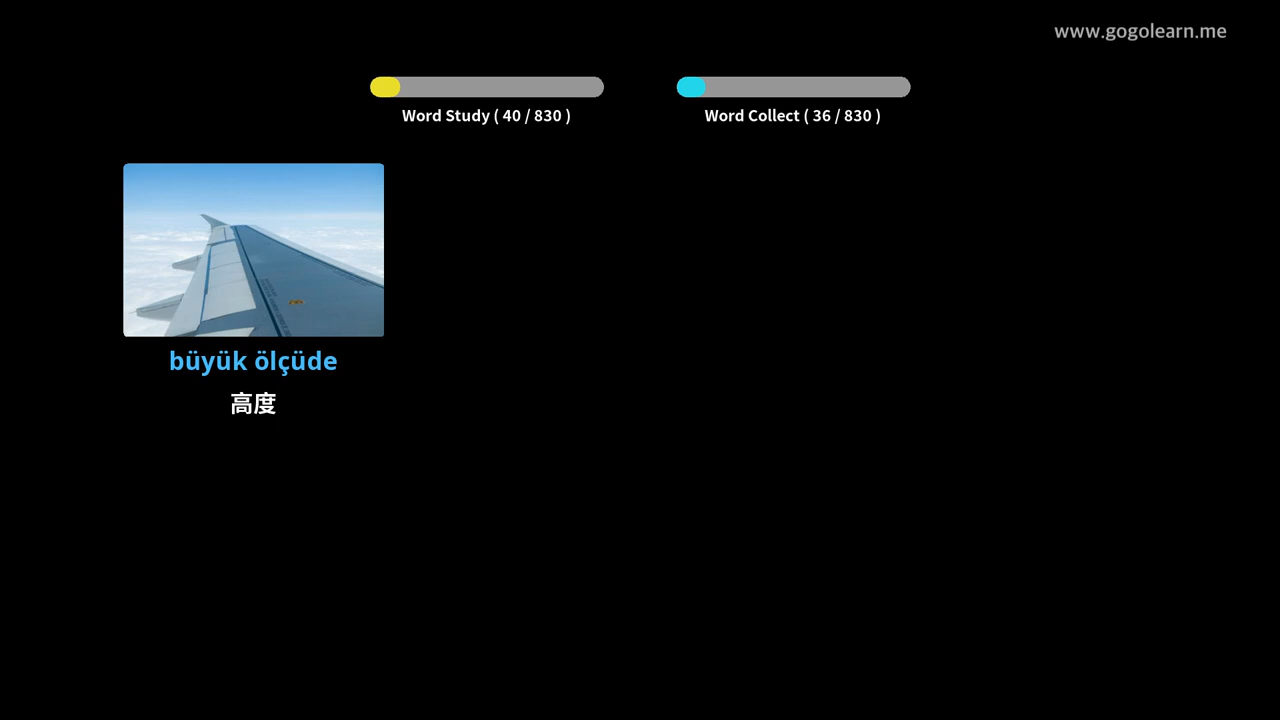 www.gogolearn.me
Word Study ( 40 / 830 )
Word Collect ( 36 / 830 )
büyük ölçüde
高度